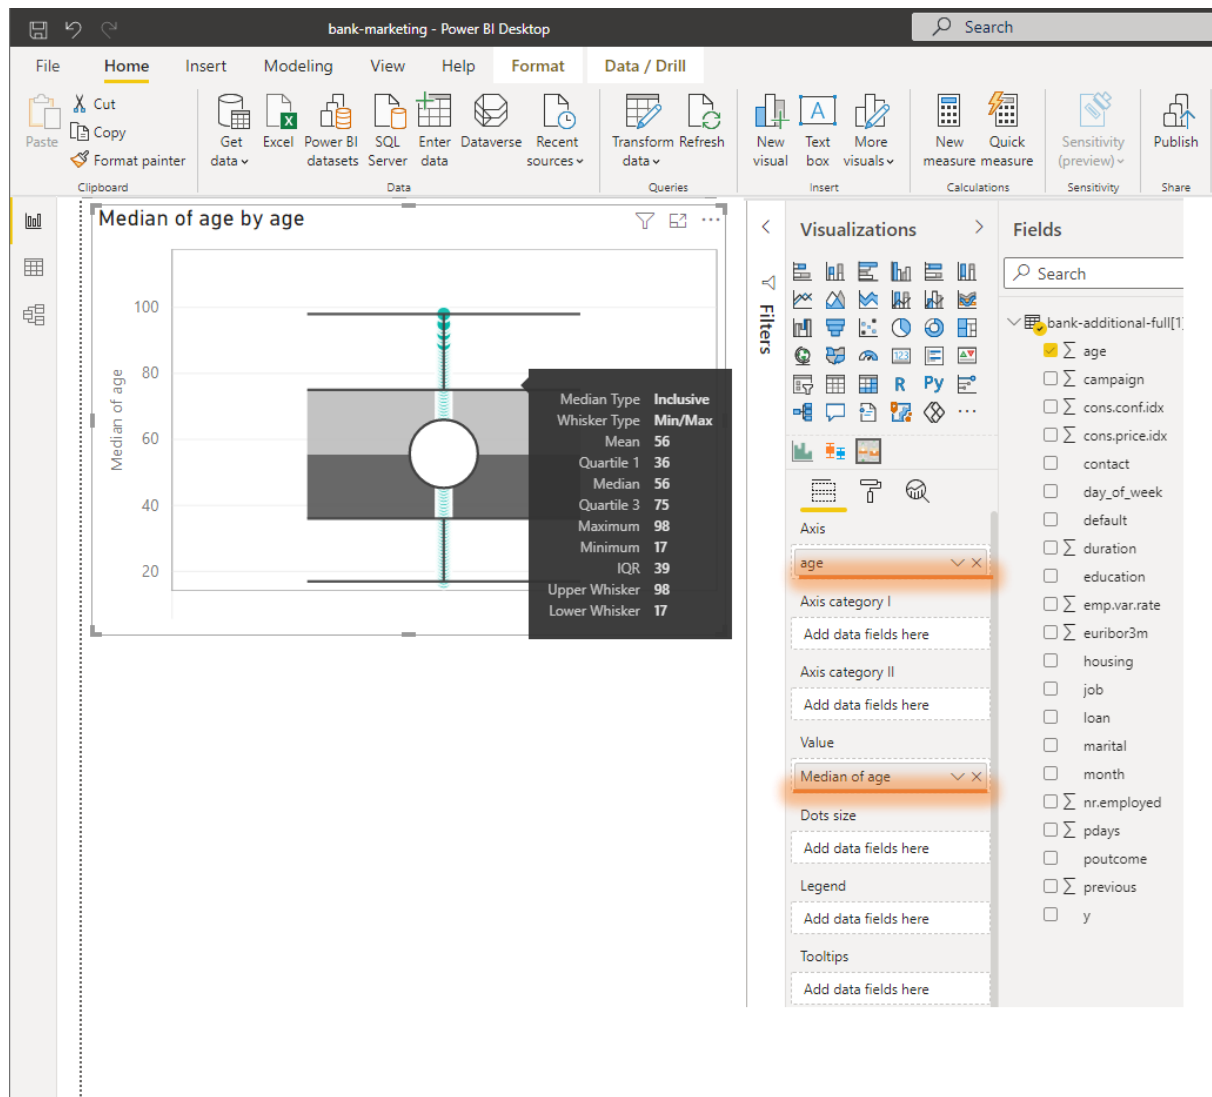 bank-marketing - Power BI Desktop
Search
File Home Insert Modeling View Help Format Data / Drill
Paste
Cut
Copy
Format painter
Clipboard
Get data
Excel
Power BI datasets
SQL Server
Enter data
Dataverse
Recent sources
Data
Transform data
Refresh
Queries
New visual
Text box
More visuals
Insert
New measure
Quick measure
Calculations
Sensitivity (preview)
Sensitivity
Publish
Share
Median of age by age
Median of age
100
80
60
40
20
Median Type Inclusive
Whisker Type Min/Max
Mean 56
Quartile 1 36
Median 56
Quartile 3 75
Maximum 98
Minimum 17
IQR 39
Upper Whisker 98
Lower Whisker 17
Filters
Visualizations
123
R
Py
Axis
age
Axis category I
Add data fields here
Axis category II
Add data fields here
Value
Median of age
Dots size
Add data fields here
Legend
Add data fields here
Tooltips
Add data fields here
Fields
Search
bank-additional-full[1]
age
campaign
cons.conf.idx
cons.price.idx
contact
day_of_week
default
duration
education
emp.var.rate
euribor3m
housing
job
loan
marital
month
nr.employed
pdays
poutcome
previous
y